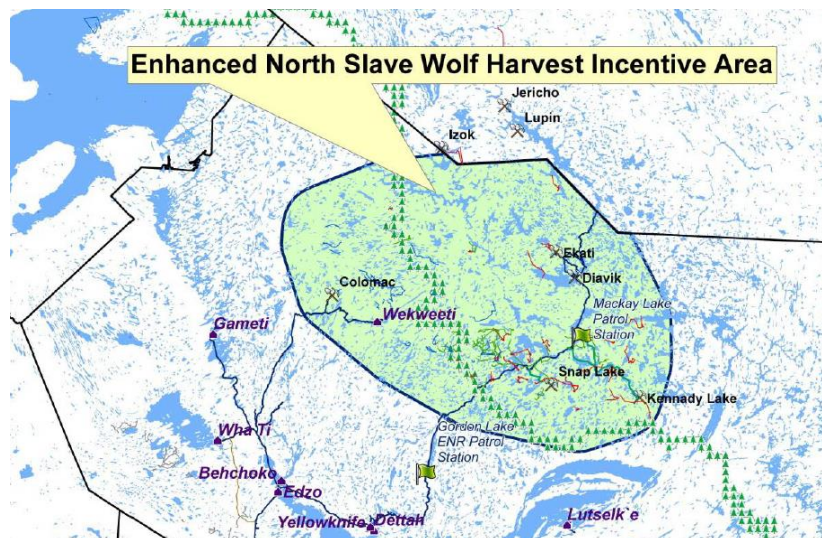 Enhanced North Slave Wolf Harvest Incentive Area
Jericho
Lupin
Izok
Ekati
Diavik
Colomac
Mackay Lake
Patrol
Station
Wekweeti
Gameti
Snap Lake
Kennady Lake
Gordon Lake
ENR Patrol
Station
Wha Ti
Behchoko
Edzo
Yellowknife
Dettah
Lutselk`e